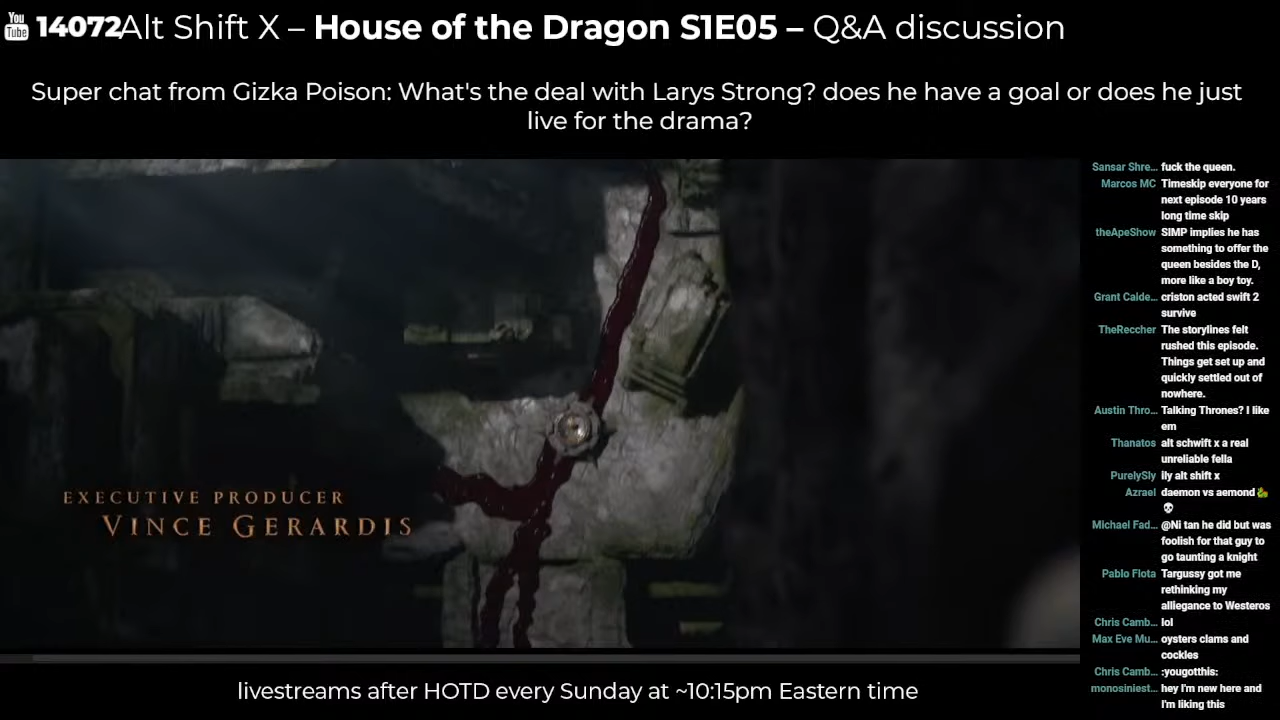 You
Tube
14072
Alt Shift X – House of the Dragon S1E05 – Q&A discussion
Super chat from Gizka Poison: What's the deal with Larys Strong? does he have a goal or does he just
live for the drama?
EXECUTIVE PRODUCER
VINCE GERARDIS
Sansar Shre... fuck the queen.
Marcos MC Timeskip everyone for
next episode 10 years
long time skip
theApeShow SIMP implies he has
something to offer the
queen besides the D,
more like a boy toy.
Grant Calde... criston acted swift 2
survive
TheReccher The storylines felt
rushed this episode.
Things get set up and
quickly settled out of
nowhere.
Austin Thro... Talking Thrones? I like
em
Thanatos alt schwift x a real
unreliable fella
PurelySly ily alt shift x
Azrael daemon vs aemond 🐉
💀
Michael Fad... @Ni tan he did but was
foolish for that guy to
go taunting a knight
Pablo Flota Targussy got me
rethinking my
alliegance to Westeros
Chris Camb... lol
Max Eve Mu... oysters clams and
cockles
Chris Camb... :yougotthis:
monosiniest... hey I'm new here and
I'm liking this
livestreams after HOTD every Sunday at ~10:15pm Eastern time